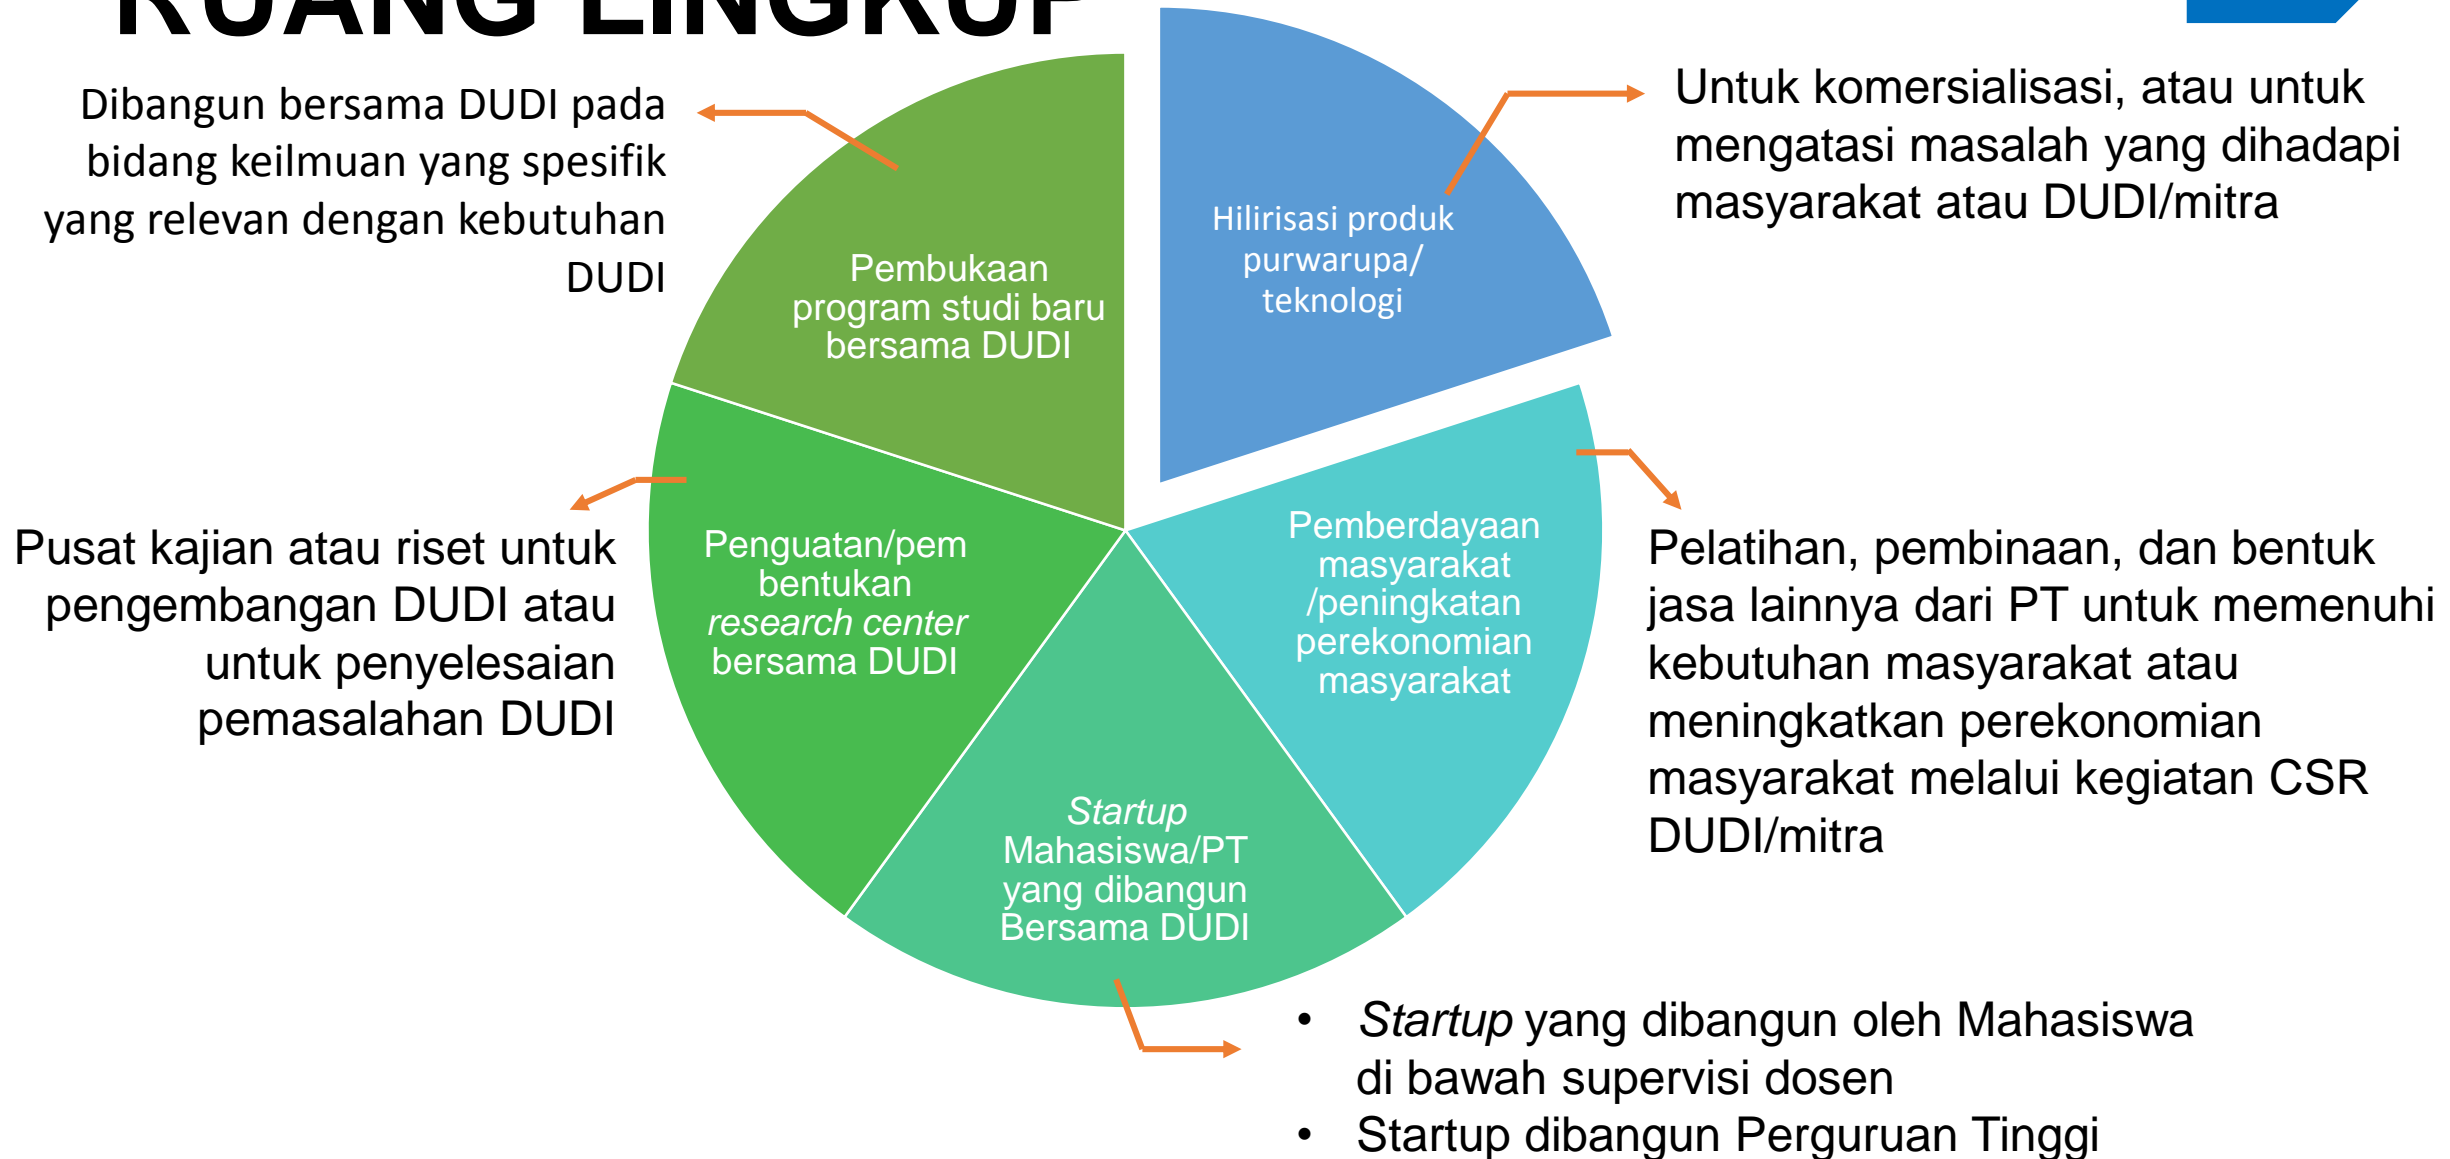 RUANG LINGKUP
Dibangun bersama DUDI pada
bidang keilmuan yang spesifik
yang relevan dengan kebutuhan
DUDI
Pembukaan
program studi baru
bersama DUDI
Hilirisasi produk
purwarupa/
teknologi
Untuk komersialisasi, atau untuk
mengatasi masalah yang dihadapi
masyarakat atau DUDI/mitra
Pusat kajian atau riset untuk
pengembangan DUDI atau
untuk penyelesaian
pemasalahan DUDI
Penguatan/pem
bentukan
research center
bersama DUDI
Pemberdayaan
masyarakat
/peningkatan
perekonomian
masyarakat
Pelatihan, pembinaan, dan bentuk
jasa lainnya dari PT untuk memenuhi
kebutuhan masyarakat atau
meningkatkan perekonomian
masyarakat melalui kegiatan CSR
DUDI/mitra
Startup
Mahasiswa/PT
yang dibangun
Bersama DUDI
• Startup yang dibangun oleh Mahasiswa
di bawah supervisi dosen
• Startup dibangun Perguruan Tinggi